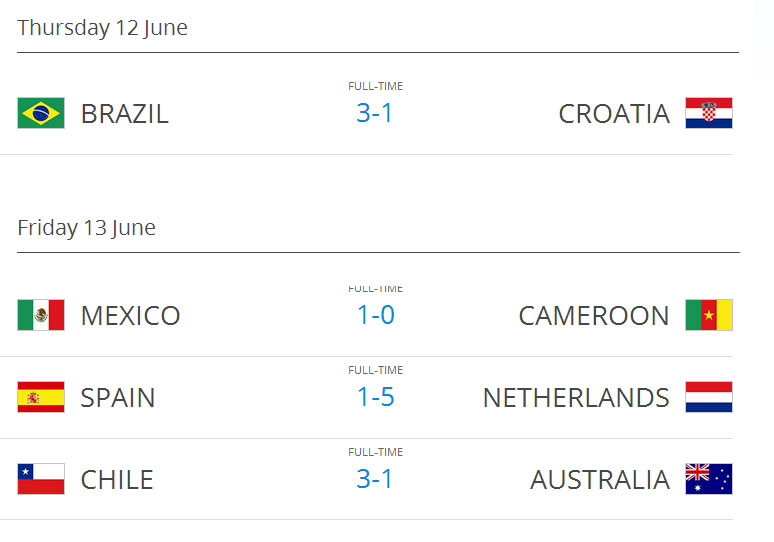 Thursday 12 June
FULL-TIME
BRAZIL 3-1 CROATIA
Friday 13 June
FULL-TIME
MEXICO 1-0 CAMEROON
FULL-TIME
SPAIN 1-5 NETHERLANDS
FULL-TIME
CHILE 3-1 AUSTRALIA